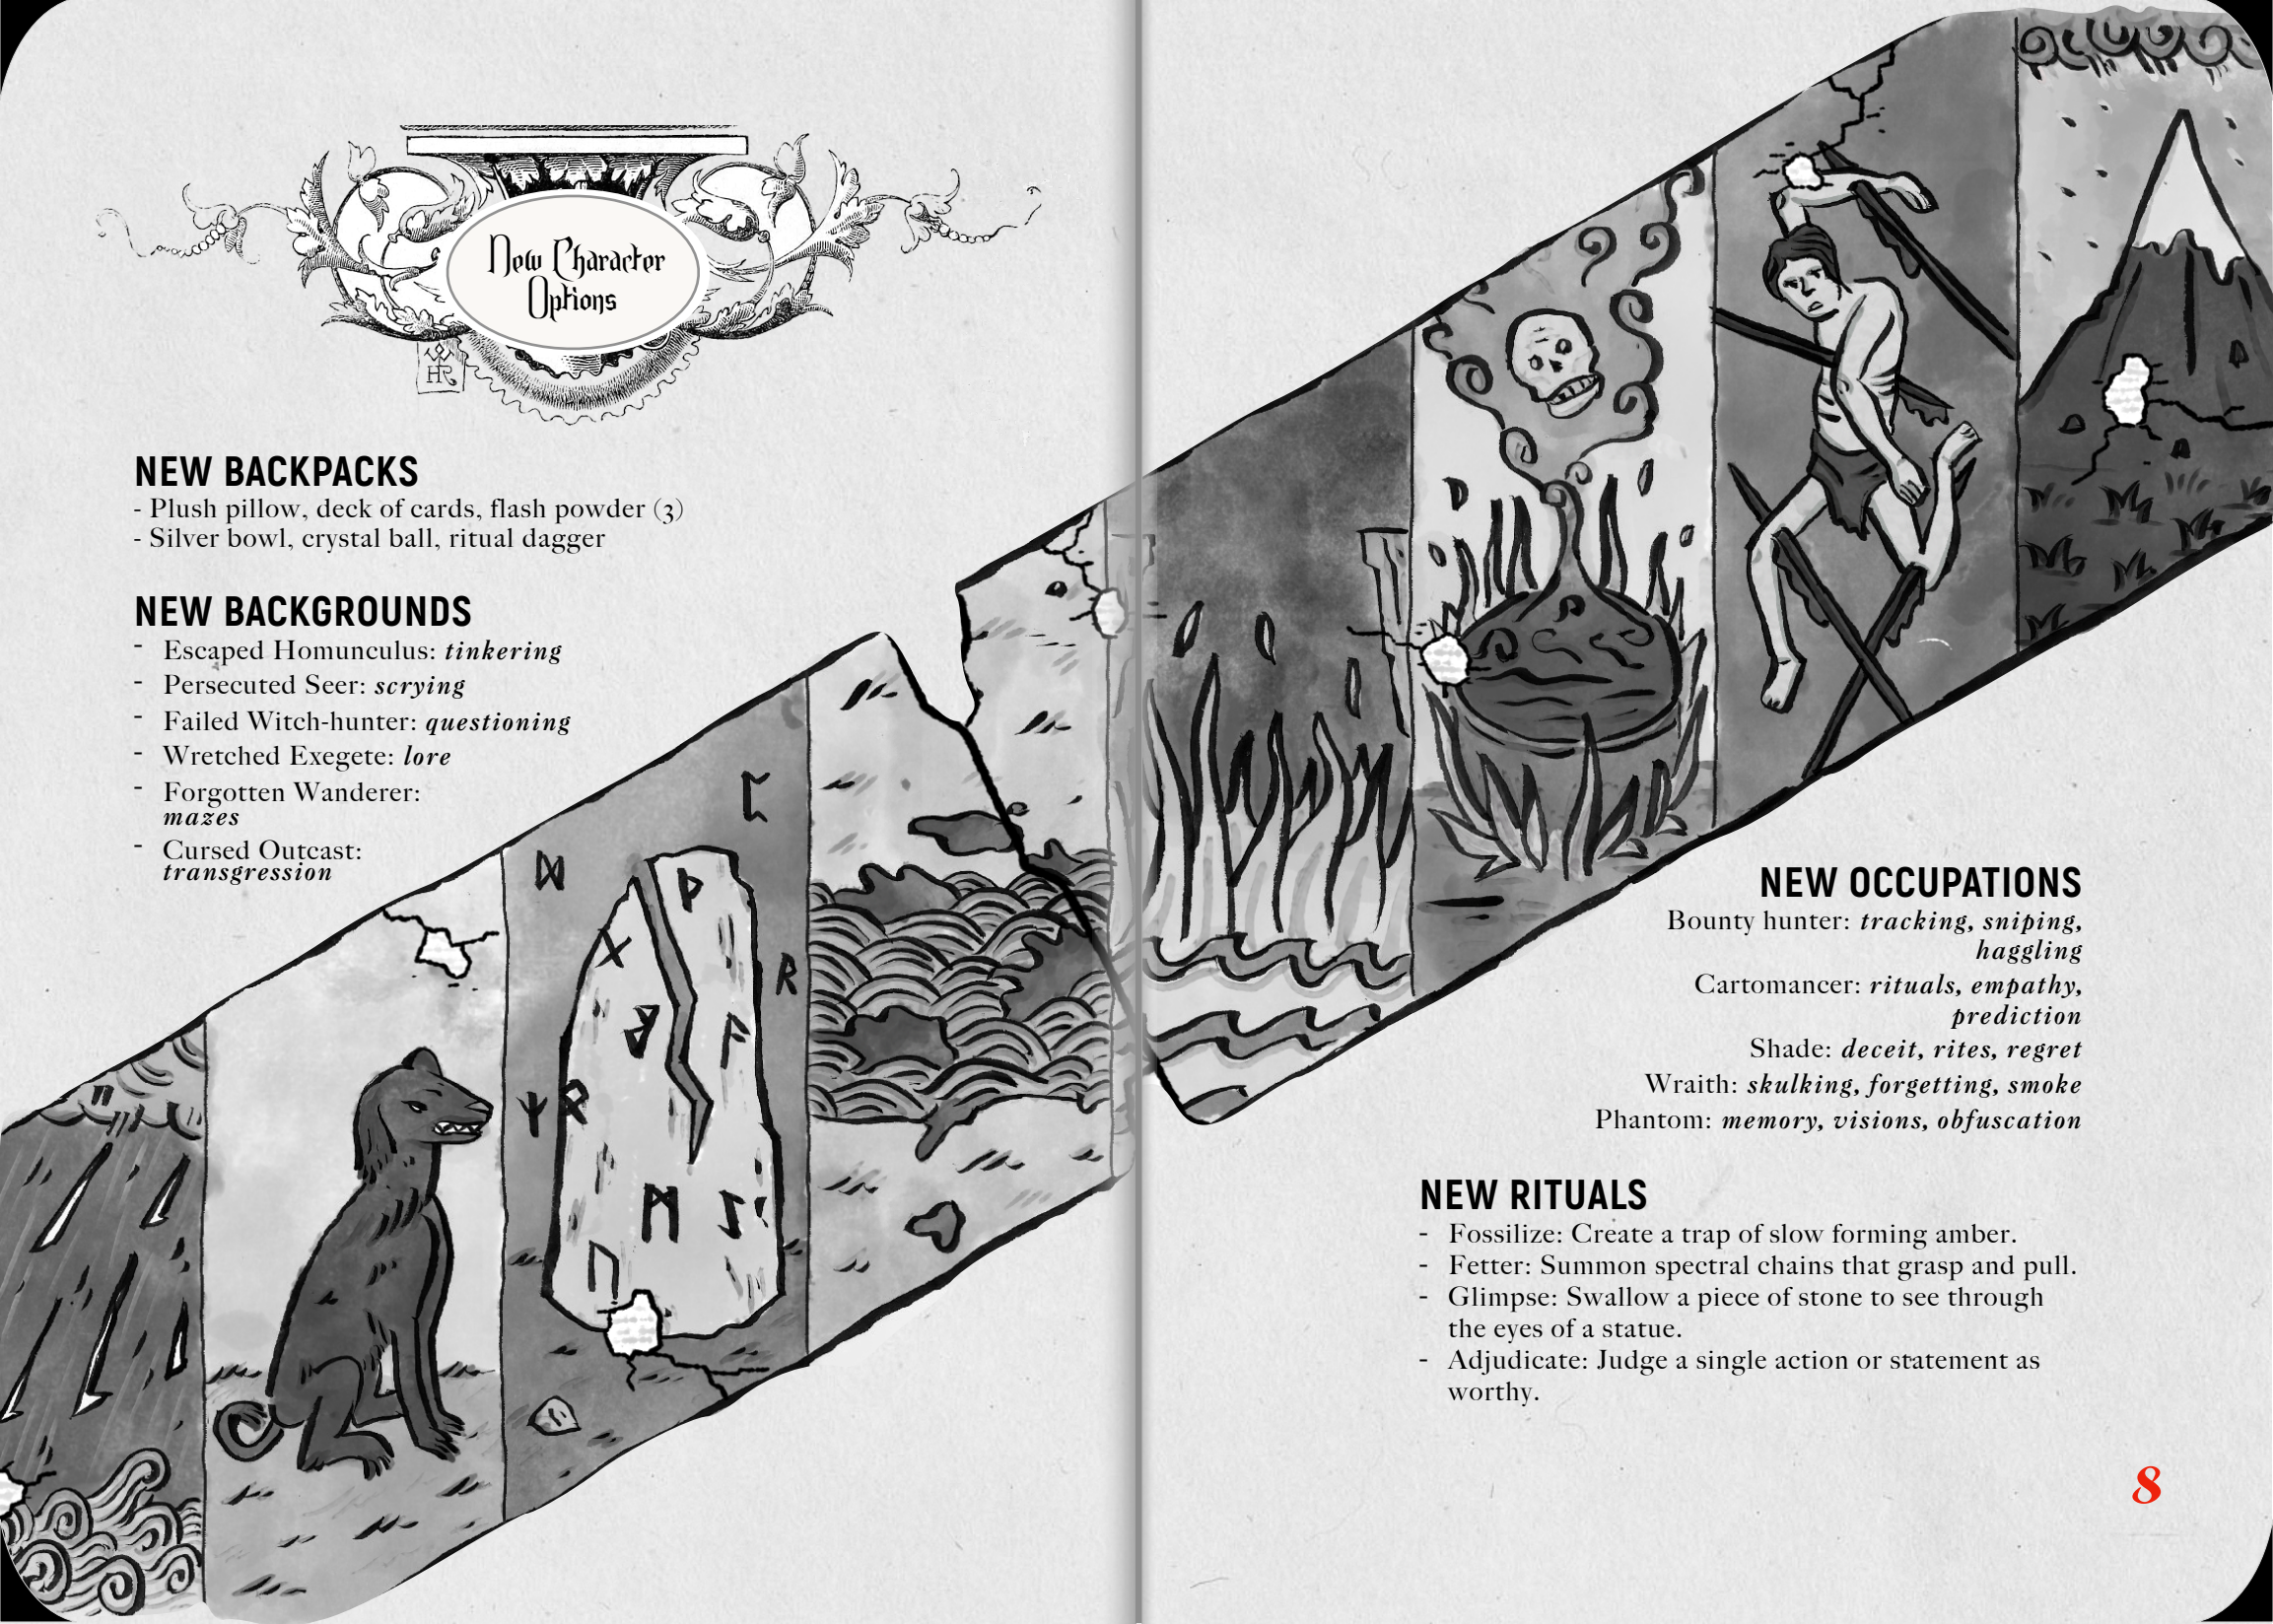 New Character
Options
HR
NEW BACKPACKS
- Plush pillow, deck of cards, flash powder (3)
- Silver bowl, crystal ball, ritual dagger
NEW BACKGROUNDS
- Escaped Homunculus: tinkering
- Persecuted Seer: scrying
- Failed Witch-hunter: questioning
- Wretched Exegete: lore
- Forgotten Wanderer:
mazes
- Cursed Outcast:
transgression
NEW OCCUPATIONS
Bounty hunter: tracking, sniping,
haggling
Cartomancer: rituals, empathy,
prediction
Shade: deceit, rites, regret
Wraith: skulking, forgetting, smoke
Phantom: memory, visions, obfuscation
NEW RITUALS
- Fossilize: Create a trap of slow forming amber.
- Fetter: Summon spectral chains that grasp and pull.
- Glimpse: Swallow a piece of stone to see through
the eyes of a statue.
- Adjudicate: Judge a single action or statement as
worthy.
8